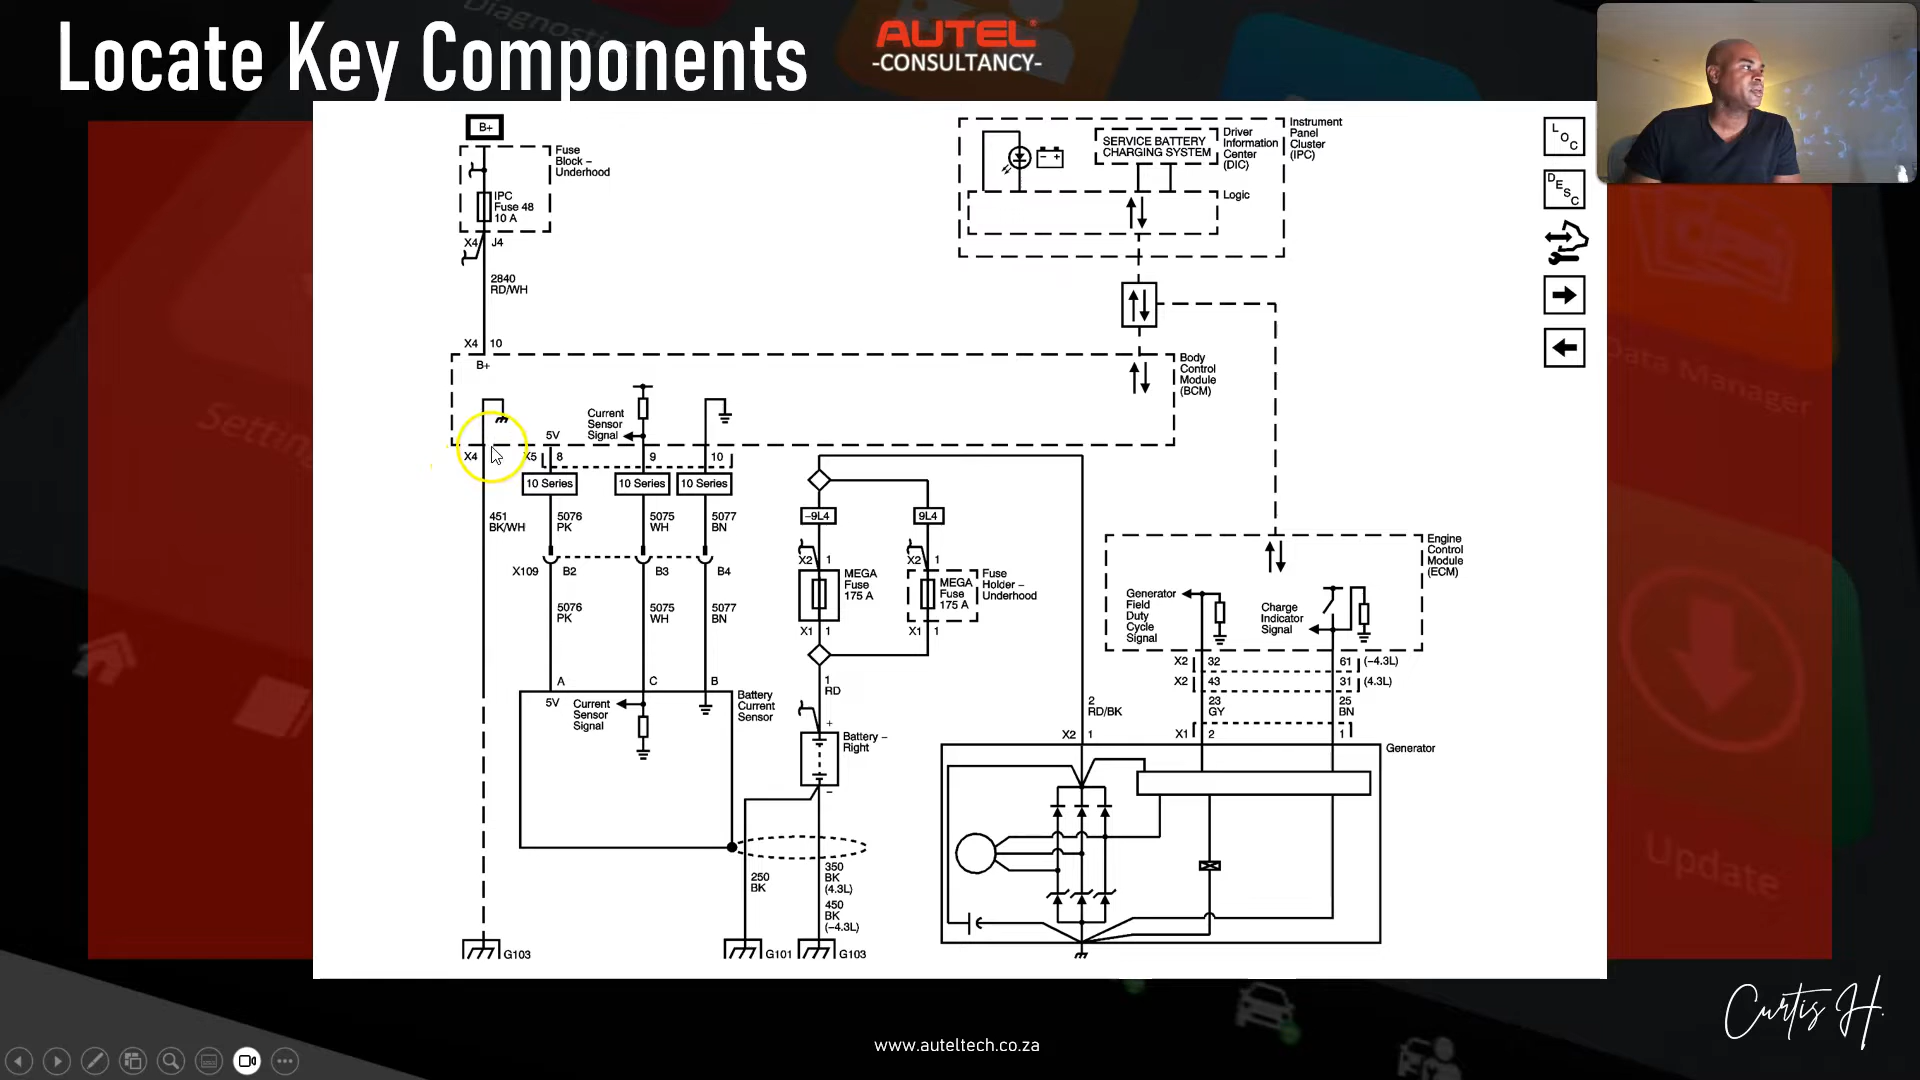 Locate Key Components
AUTEL
-CONSULTANCY-
Diagnostics
B+
Fuse
Block –
Underhood
IPC
Fuse 48
10 A
X4 J4
2840
RD/WH
X4 10
B+
SERVICE BATTERY
CHARGING SYSTEM
Driver
Information
Center
(DIC)
Instrument
Panel
Cluster
(IPC)
Logic
L
O
C
D
E
S
C
Body
Control
Module
(BCM)
Current
Sensor
Signal
5V
X4 X5 8 9 10
10 Series 10 Series 10 Series
451
BK/WH
5076
PK
5075
WH
5077
BN
X109 B2 B3 B4
5076
PK
5075
WH
5077
BN
A C B
5V
Current
Sensor
Signal
Battery
Current
Sensor
–9L4 9L4
X2 1 X2 1
MEGA
Fuse
175 A
MEGA
Fuse
175 A
Fuse
Holder –
Underhood
X1 1 X1 1
1
RD
+
Battery –
Right
–
250
BK
350
BK
(4.3L)
450
BK
(–4.3L)
G103 G101 G103
Engine
Control
Module
(ECM)
Generator
Field
Duty
Cycle
Signal
Charge
Indicator
Signal
X2 32 61 (–4.3L)
X2 43 31 (4.3L)
2
RD/BK
23
GY
25
BN
X2 1 X1 2 1
Generator
Data Manager
Update
Curtis H.
www.auteltech.co.za